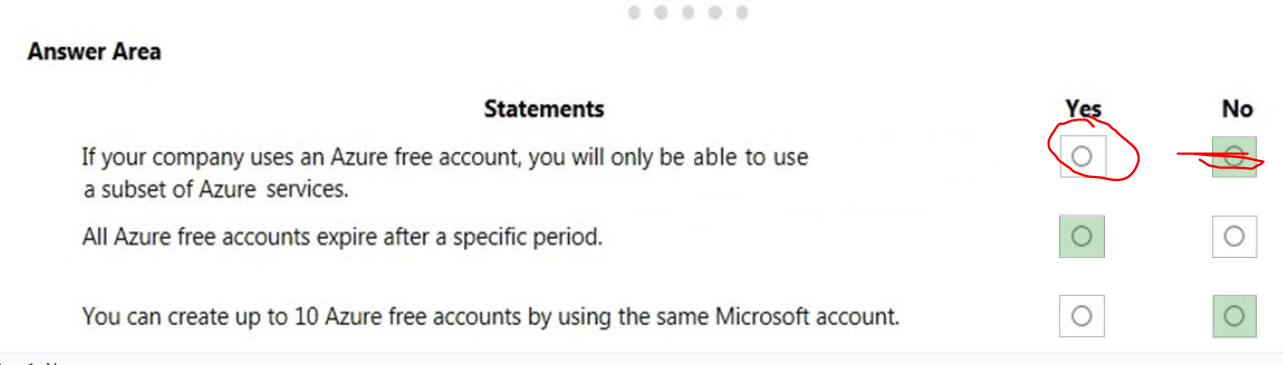 Answer Area
Statements Yes No
If your company uses an Azure free account, you will only be able to use
a subset of Azure services.
All Azure free accounts expire after a specific period.
You can create up to 10 Azure free accounts by using the same Microsoft account.